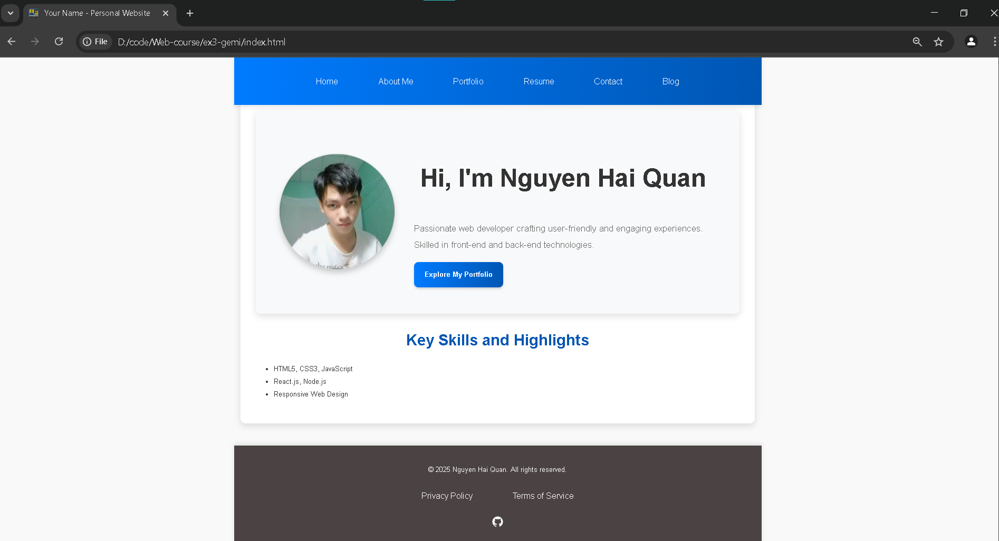 Your Name - Personal Website
File
D:/code/Web-course/ex3-gemi/index.html
Home About Me Portfolio Resume Contact Blog
Hi, I'm Nguyen Hai Quan
Passionate web developer crafting user-friendly and engaging experiences.
Skilled in front-end and back-end technologies.
Explore My Portfolio
Key Skills and Highlights
• HTML5, CSS3, JavaScript
• React.js, Node.js
• Responsive Web Design
© 2025 Nguyen Hai Quan. All rights reserved.
Privacy Policy Terms of Service